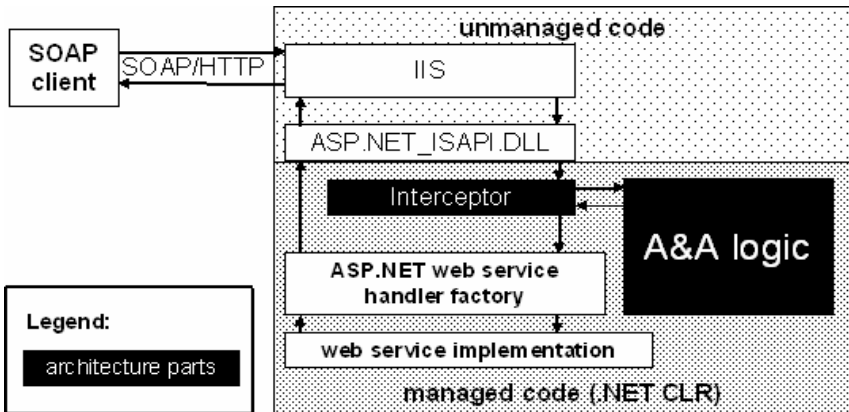 unmanaged code
SOAP
client
SOAP/HTTP
IIS
ASP.NET_ISAPI.DLL
Interceptor
A&A logic
ASP.NET web service
handler factory
web service implementation
managed code (.NET CLR)
Legend:
architecture parts